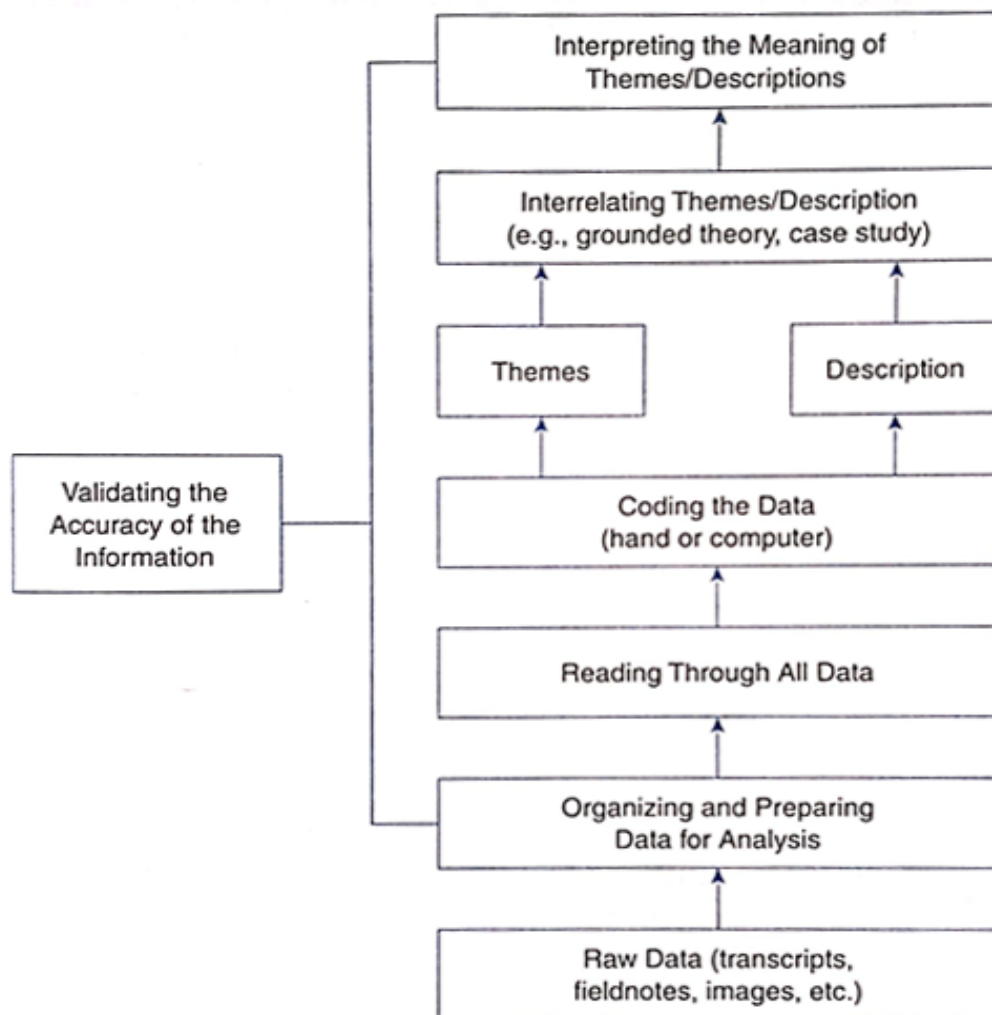 Interpreting the Meaning of
Themes/Descriptions
Interrelating Themes/Description
(e.g., grounded theory, case study)
Themes
Description
Validating the
Accuracy of the
Information
Coding the Data
(hand or computer)
Reading Through All Data
Organizing and Preparing
Data for Analysis
Raw Data (transcripts,
fieldnotes, images, etc.)